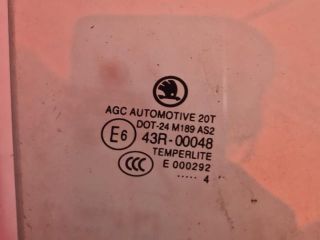 AGC AUTOMOTIVE 20T
DOT-24 M189 AS2
E6 43R-00048
TEMPERLITE
CCC E 000292
..... 4